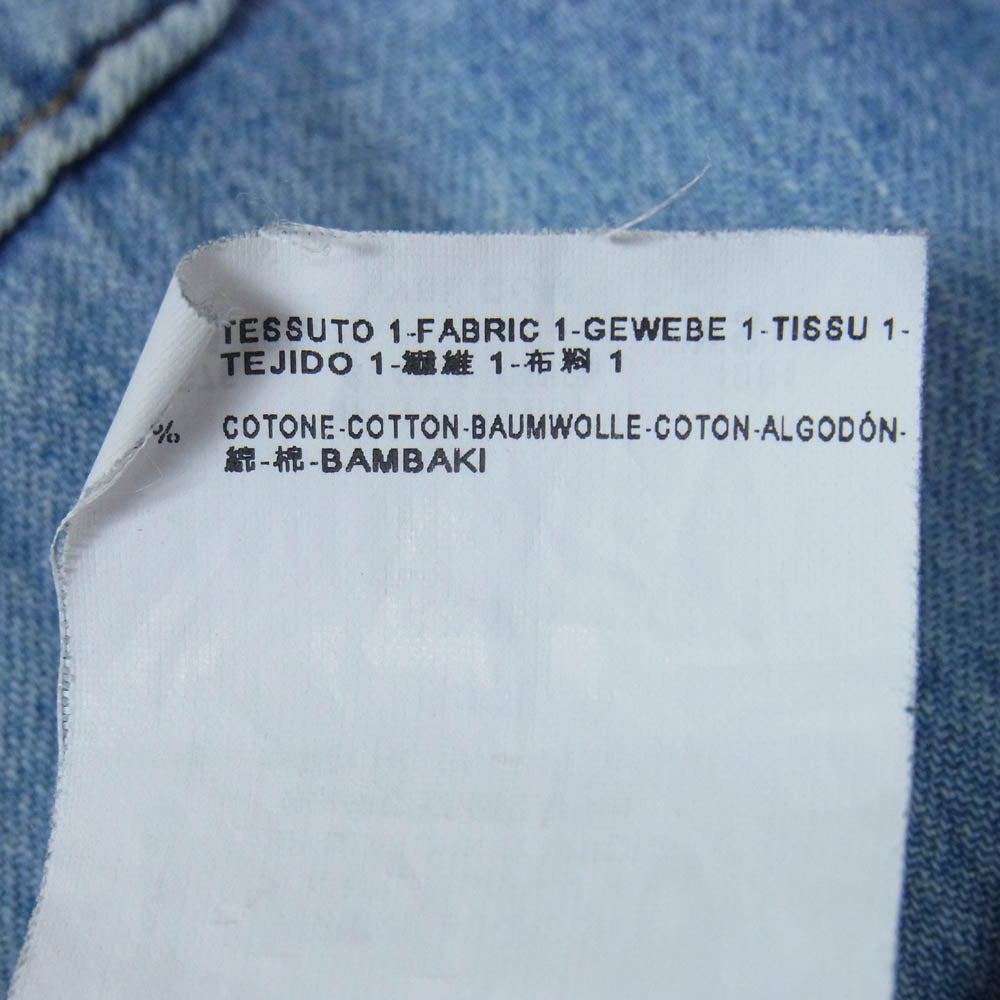 TESSUTO 1-FABRIC 1-GEWEBE 1-TISSU 1-
TEJIDO 1-繊維 1-布料 1
% COTONE-COTTON-BAUMWOLLE-COTON-ALGODÓN-
綿-棉-BAMBAKI